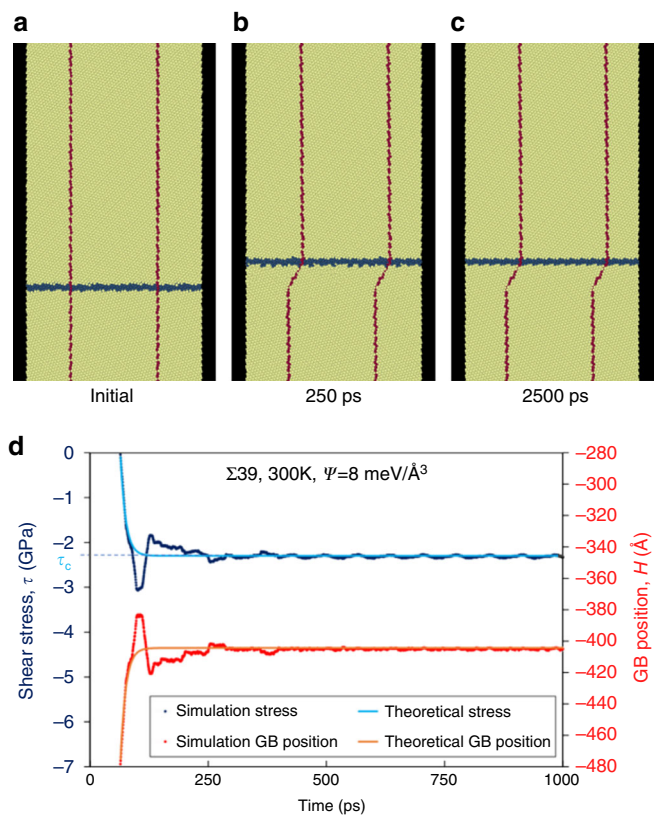 a
b
c
Initial
250 ps
2500 ps
d
Σ39, 300K, Ψ=8 meV/Å³
Shear stress, τ (GPa)
0
−1
−2
τc
−3
−4
−5
−6
−7
−280
−300
−320
−340
−360
−380
−400
−420
−440
−460
−480
GB position, H (Å)
Simulation stress
Theoretical stress
Simulation GB position
Theoretical GB position
0 250 500 750 1000
Time (ps)